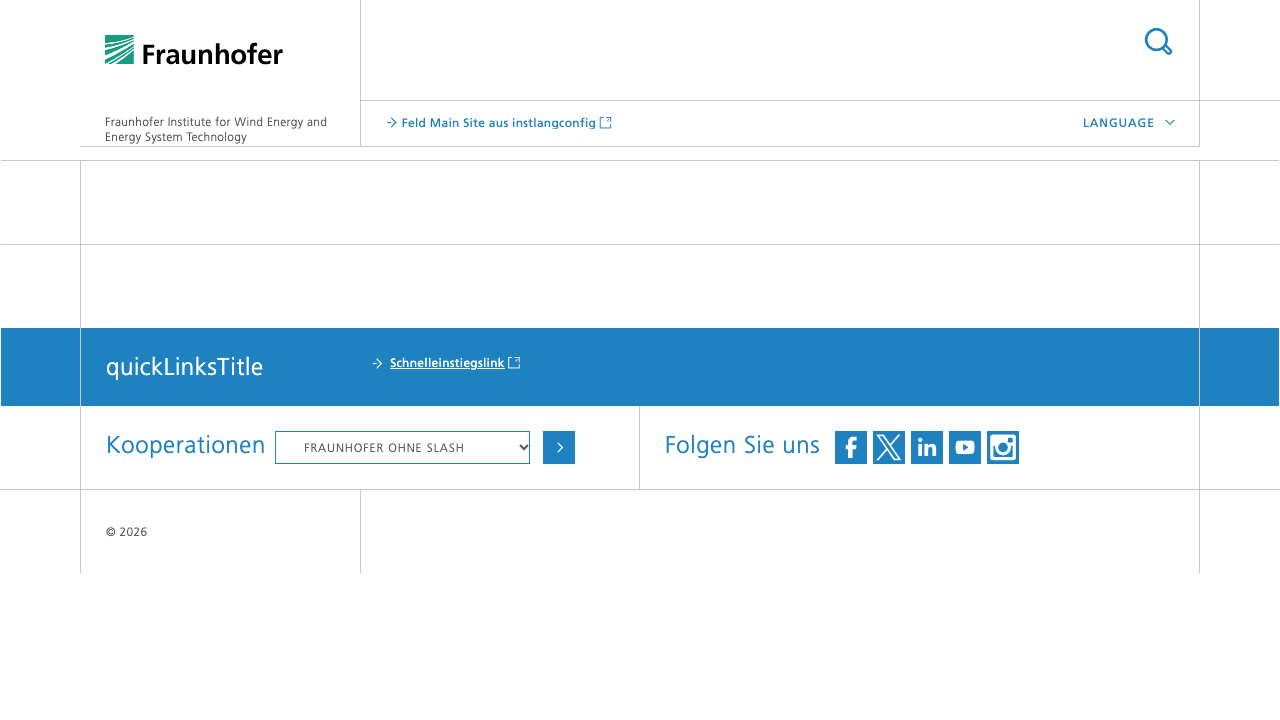 Fraunhofer
Fraunhofer Institute for Wind Energy and
Energy System Technology
Feld Main Site aus instlangconfig
LANGUAGE
quickLinksTitle
Schnelleinstiegslink
Kooperationen
FRAUNHOFER OHNE SLASH
Folgen Sie uns
© 2026